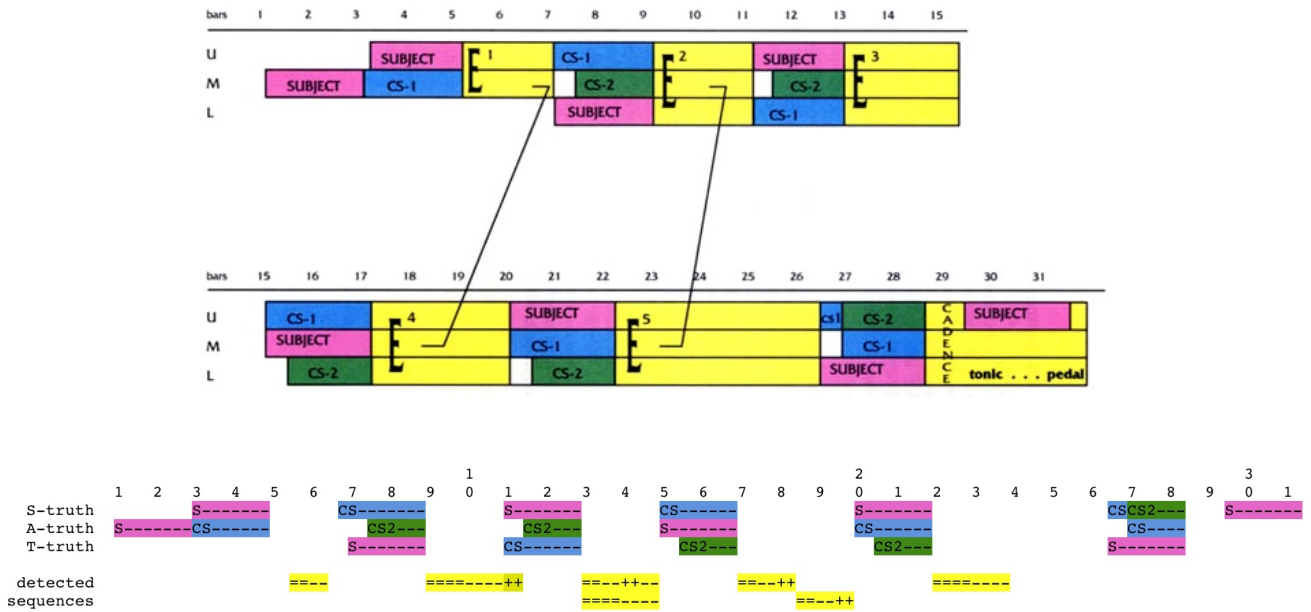 bars 1 2 3 4 5 6 7 8 9 10 11 12 13 14 15
U SUBJECT 1 CS-1 2 SUBJECT 3
M SUBJECT CS-1 E CS-2 E CS-2 E
L SUBJECT CS-1
bars 15 16 17 18 19 20 21 22 23 24 25 26 27 28 29 30 31
U CS-1 4 SUBJECT 5 cs1 CS-2 CADENCE SUBJECT
M SUBJECT E CS-1 E CS-1
L CS-2 CS-2 SUBJECT tonic . . . pedal
1 2 3
1 2 3 4 5 6 7 8 9 0 1 2 3 4 5 6 7 8 9 0 1 2 3 4 5 6 7 8 9 0 1
S-truth S------- CS------- S------- CS------- S------- CSCS2--- S-------
A-truth S-------CS------- CS2--- CS2--- S------- CS------- CS----
T-truth S------- CS------ CS2--- CS2--- S-------
detected ==-- ====----++ ==--++-- ==--++ ====----
sequences ====---- ==--++